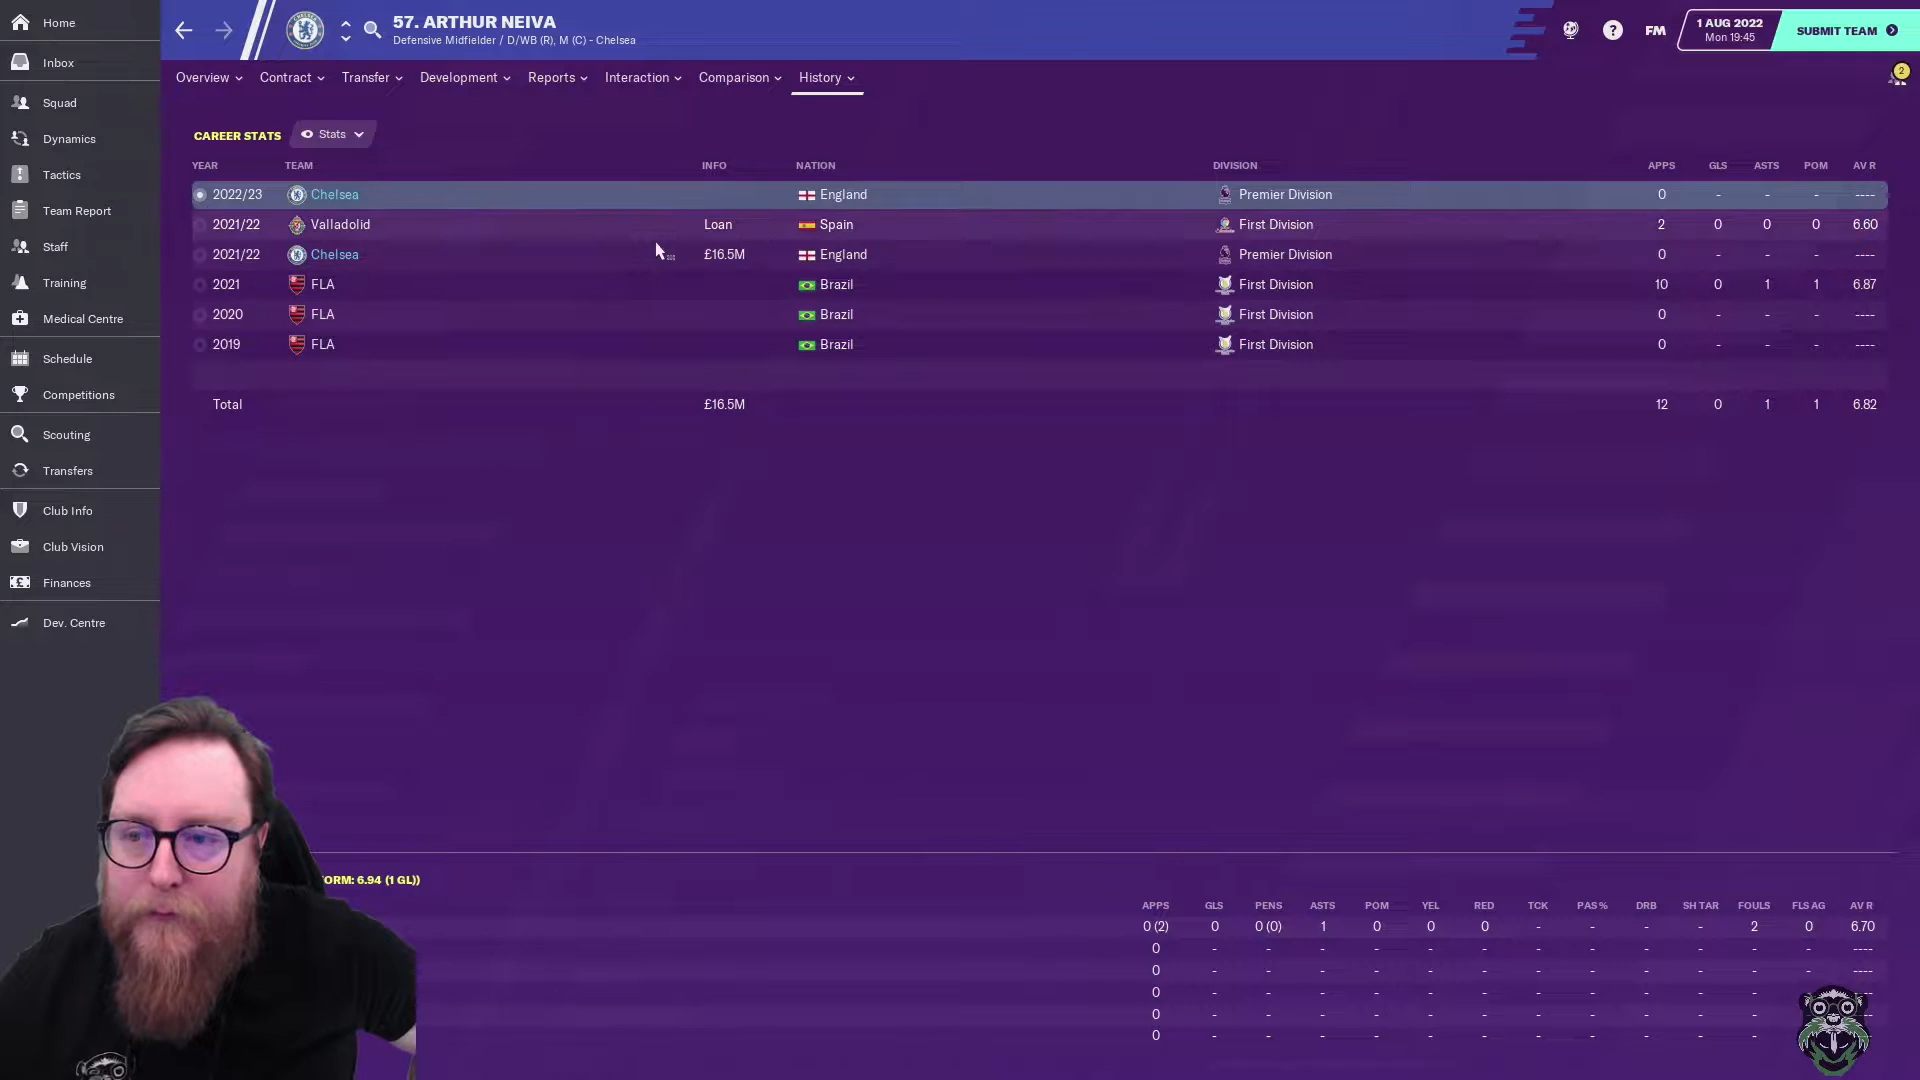 Home
Inbox
Squad
Dynamics
Tactics
Team Report
Staff
Training
Medical Centre
Schedule
Competitions
Scouting
Transfers
Club Info
Club Vision
Finances
Dev. Centre
57. ARTHUR NEIVA
Defensive Midfielder / D/WB (R), M (C) - Chelsea
FM
1 AUG 2022
Mon 19:45
SUBMIT TEAM
2
Overview Contract Transfer Development Reports Interaction Comparison History
CAREER STATS Stats
YEAR TEAM INFO NATION DIVISION APPS GLS ASTS POM AV R
2022/23 Chelsea England Premier Division 0 - - - ----
2021/22 Valladolid Loan Spain First Division 2 0 0 0 6.60
2021/22 Chelsea £16.5M England Premier Division 0 - - - ----
2021 FLA Brazil First Division 10 0 1 1 6.87
2020 FLA Brazil First Division 0 - - - ----
2019 FLA Brazil First Division 0 - - - ----
Total £16.5M 12 0 1 1 6.82
ORM: 6.94 (1 GL))
APPS GLS PENS ASTS POM YEL RED TCK PAS % DRB SH TAR FOULS FLS AG AV R
0 (2) 0 0 (0) 1 0 0 0 - - - - 2 0 6.70
0 - - - - - - - - - - - - ----
0 - - - - - - - - - - - - ----
0 - - - - - - - - - - - -
0 - - - - - - - - - - - -
0 - - - - - - - - - - - -